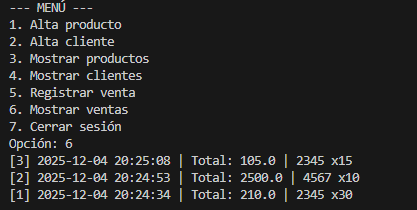 --- MENÚ ---
1. Alta producto
2. Alta cliente
3. Mostrar productos
4. Mostrar clientes
5. Registrar venta
6. Mostrar ventas
7. Cerrar sesión
Opción: 6
[3] 2025-12-04 20:25:08 | Total: 105.0 | 2345 x15
[2] 2025-12-04 20:24:53 | Total: 2500.0 | 4567 x10
[1] 2025-12-04 20:24:34 | Total: 210.0 | 2345 x30